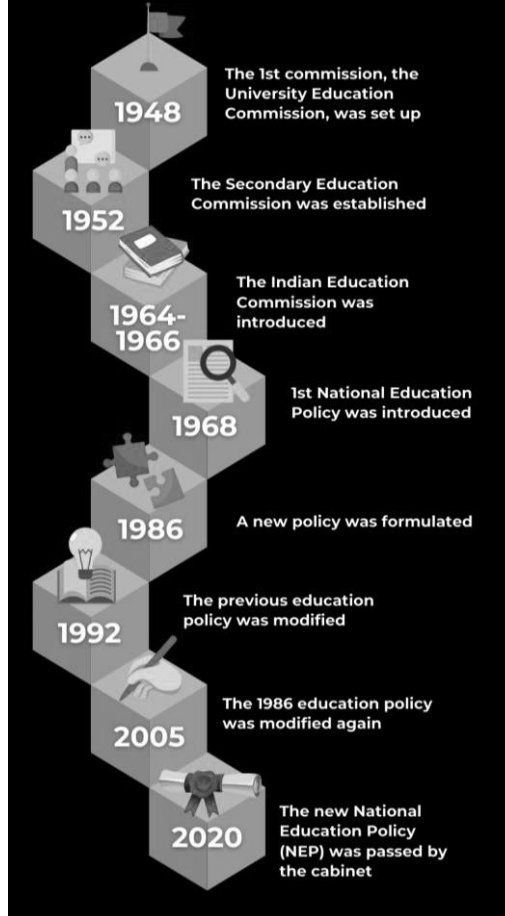 1948
The 1st commission, the
University Education
Commission, was set up
1952
The Secondary Education
Commission was established
1964-
1966
The Indian Education
Commission was
introduced
1968
1st National Education
Policy was introduced
1986
A new policy was formulated
1992
The previous education
policy was modified
2005
The 1986 education policy
was modified again
2020
The new National
Education Policy
(NEP) was passed by
the cabinet